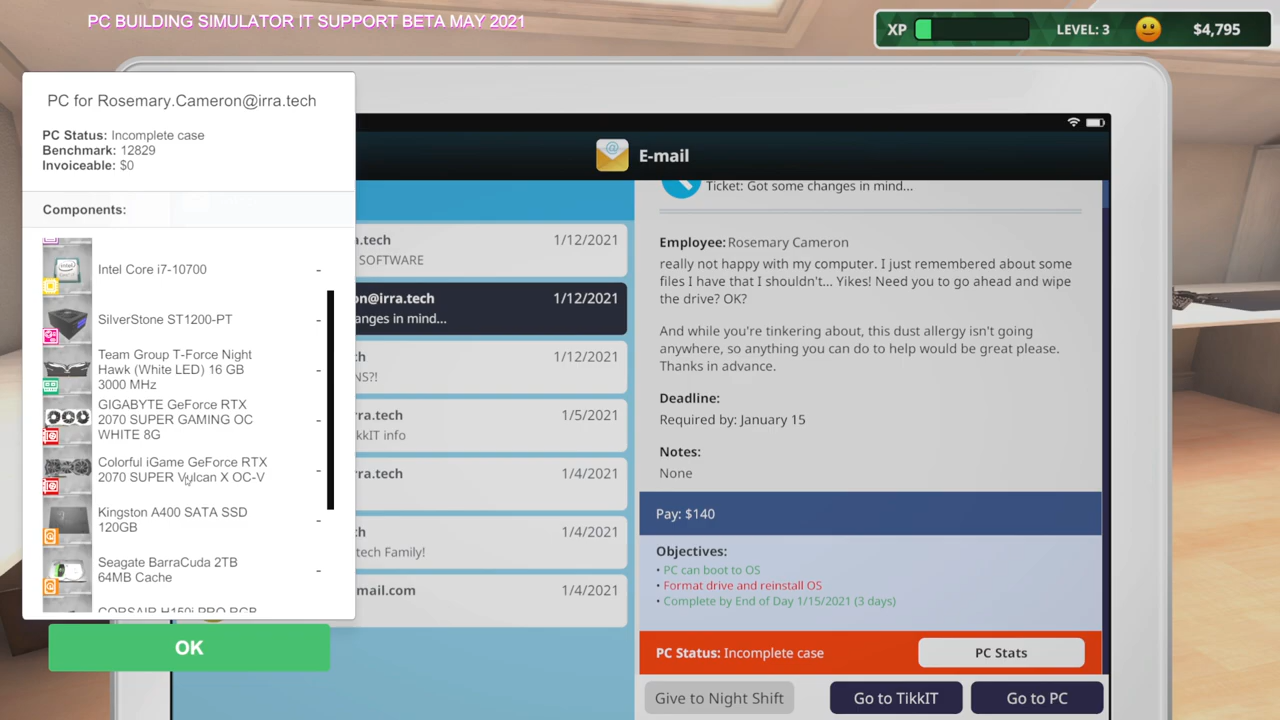 PC BUILDING SIMULATOR IT SUPPORT BETA MAY 2021
XP
LEVEL: 3
$4,795
PC for Rosemary.Cameron@irra.tech
PC Status: Incomplete case
Benchmark: 12829
Invoiceable: $0
Components:
Intel Core i7-10700 -
SilverStone ST1200-PT -
Team Group T-Force Night
Hawk (White LED) 16 GB -
3000 MHz
GIGABYTE GeForce RTX
2070 SUPER GAMING OC -
WHITE 8G
Colorful iGame GeForce RTX
2070 SUPER Vulcan X OC-V -
Kingston A400 SATA SSD
120GB -
Seagate BarraCuda 2TB
64MB Cache -
CORSAIR H150i PRO RGB
OK
E-mail
.tech 1/12/2021
SOFTWARE
on@irra.tech 1/12/2021
anges in mind...
ch 1/12/2021
NS?!
rra.tech 1/5/2021
kkIT info
rra.tech 1/4/2021
ch 1/4/2021
tech Family!
mail.com 1/4/2021
Ticket: Got some changes in mind...
Employee: Rosemary Cameron
really not happy with my computer. I just remembered about some
files I have that I shouldn't... Yikes! Need you to go ahead and wipe
the drive? OK?
And while you're tinkering about, this dust allergy isn't going
anywhere, so anything you can do to help would be great please.
Thanks in advance.
Deadline:
Required by: January 15
Notes:
None
Pay: $140
Objectives:
• PC can boot to OS
• Format drive and reinstall OS
• Complete by End of Day 1/15/2021 (3 days)
PC Status: Incomplete case
PC Stats
Give to Night Shift
Go to TikkIT
Go to PC